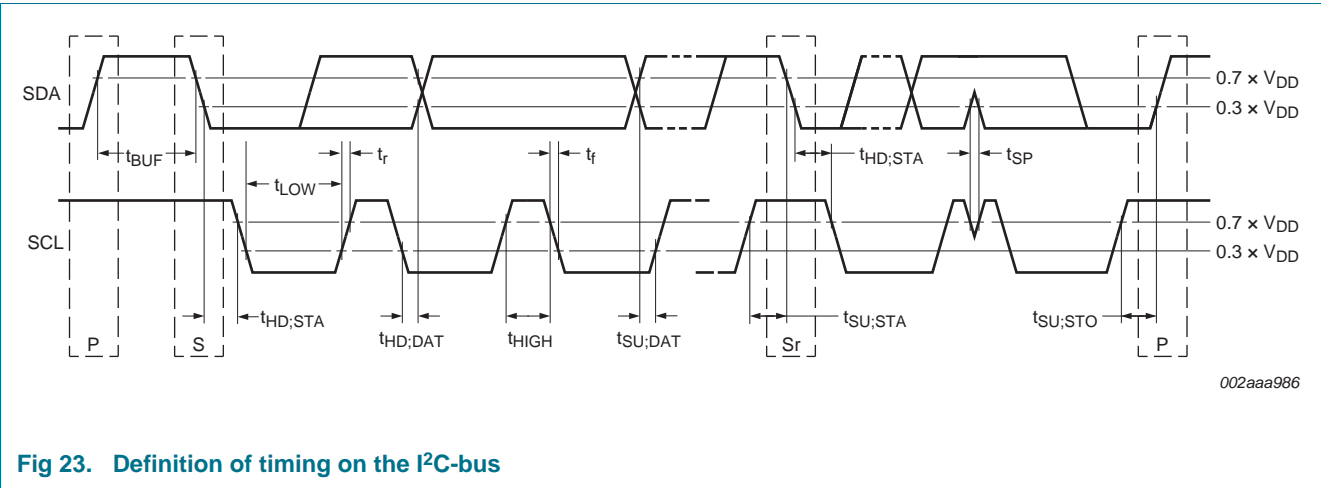 SDA
0.7 × VDD
0.3 × VDD
tBUF
tLOW
tr
tf
tHD;STA
tSP
SCL
0.7 × VDD
0.3 × VDD
tHD;STA
tHD;DAT
tHIGH
tSU;DAT
tSU;STA
tSU;STO
P
S
Sr
P
002aaa986
Fig 23. Definition of timing on the I²C-bus